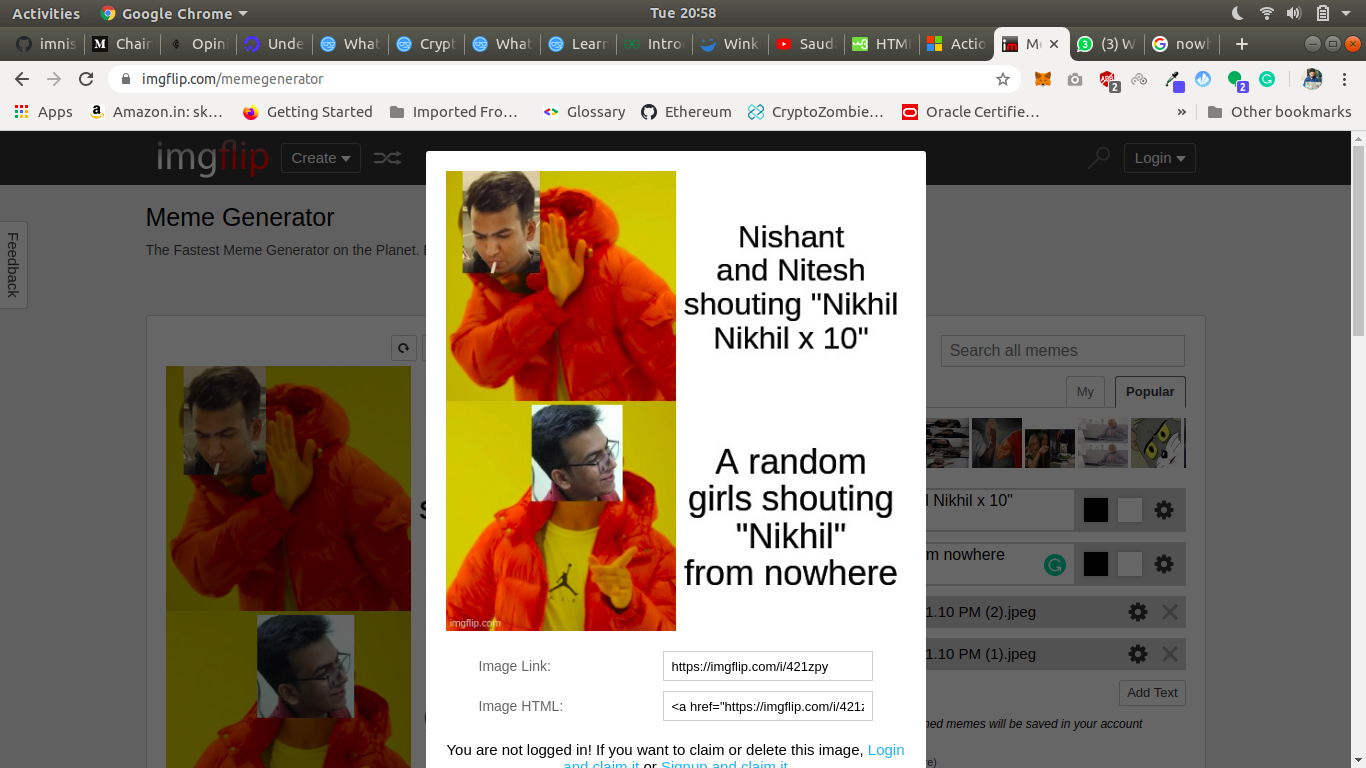 Activities
Google Chrome
Tue 20:58
imnis
Chair
Opini
Unde
What
Crypt
What
Learn
Introd
Wink
Saud
HTML
Actio
(3) W
nowh
imgflip.com/memegenerator
2
2
Apps
Amazon.in: sk…
Getting Started
Imported Fro…
Glossary
Ethereum
CryptoZombie…
Oracle Certifie…
»
Other bookmarks
imgflip
Create
Login
Feedback
Meme Generator
The Fastest Meme Generator on the Planet.
Nishant
and Nitesh
shouting "Nikhil
Nikhil x 10"
A random
girls shouting
"Nikhil"
from nowhere
imgflip.com
Search all memes
My
Popular
Nikhil x 10"
m nowhere
1.10 PM (2).jpeg
1.10 PM (1).jpeg
Add Text
ned memes will be saved in your account
Image Link:
https://imgflip.com/i/421zpy
Image HTML:
<a href="https://imgflip.com/i/421z
You are not logged in! If you want to claim or delete this image, Login
and claim it or Signup and claim it